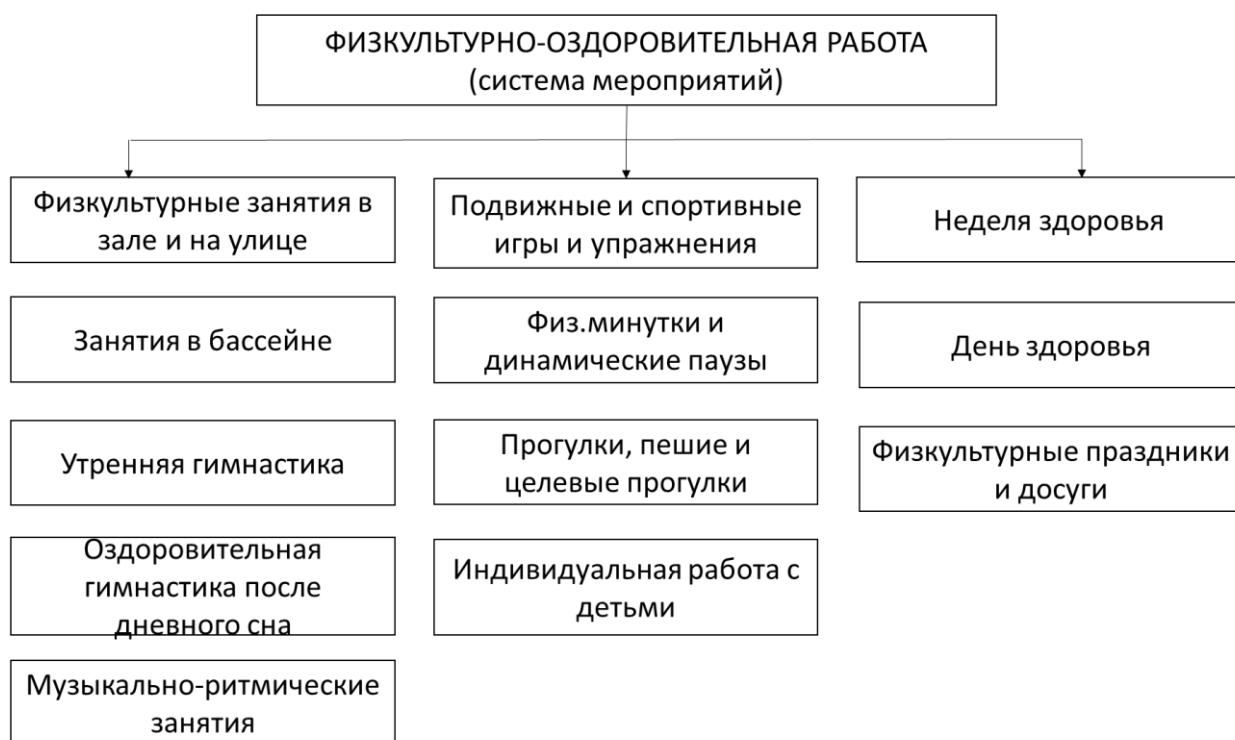 ФИЗКУЛЬТУРНО-ОЗДОРОВИТЕЛЬНАЯ РАБОТА
(система мероприятий)
Физкультурные занятия в
зале и на улице
Занятия в бассейне
Утренняя гимнастика
Оздоровительная
гимнастика после
дневного сна
Музыкально-ритмические
занятия
Подвижные и спортивные
игры и упражнения
Физ.минутки и
динамические паузы
Прогулки, пешие и
целевые прогулки
Индивидуальная работа с
детьми
Неделя здоровья
День здоровья
Физкультурные праздники
и досуги